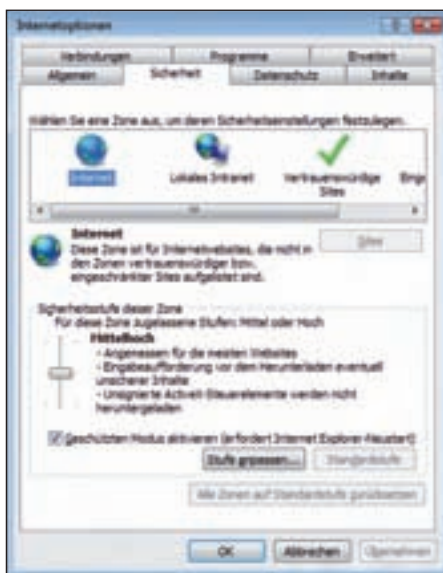 Internetoptionen
Verbindungen Programme Erweitert
Allgemein Sicherheit Datenschutz Inhalte
Wählen Sie eine Zone aus, um deren Sicherheitseinstellungen festzulegen.
Internet Lokales Intranet Vertrauenswürdige Sites Einge
Internet
Sites
Diese Zone ist für Internetwebsites, die nicht in
den Zonen vertrauenswürdiger bzw.
eingeschränkter Sites aufgelistet sind.
Sicherheitsstufe dieser Zone
Für diese Zone zugelassene Stufen: Mittel oder Hoch
Mittelhoch
- Angemessen für die meisten Websites
- Eingabeaufforderung vor dem Herunterladen eventuell
unsicherer Inhalte
- Unsignierte ActiveX-Steuerelemente werden nicht
heruntergeladen
Geschützten Modus aktivieren (erfordert Internet Explorer-Neustart)
Stufe anpassen... Standardstufe
Alle Zonen auf Standardstufe zurücksetzen
OK Abbrechen Übernehmen